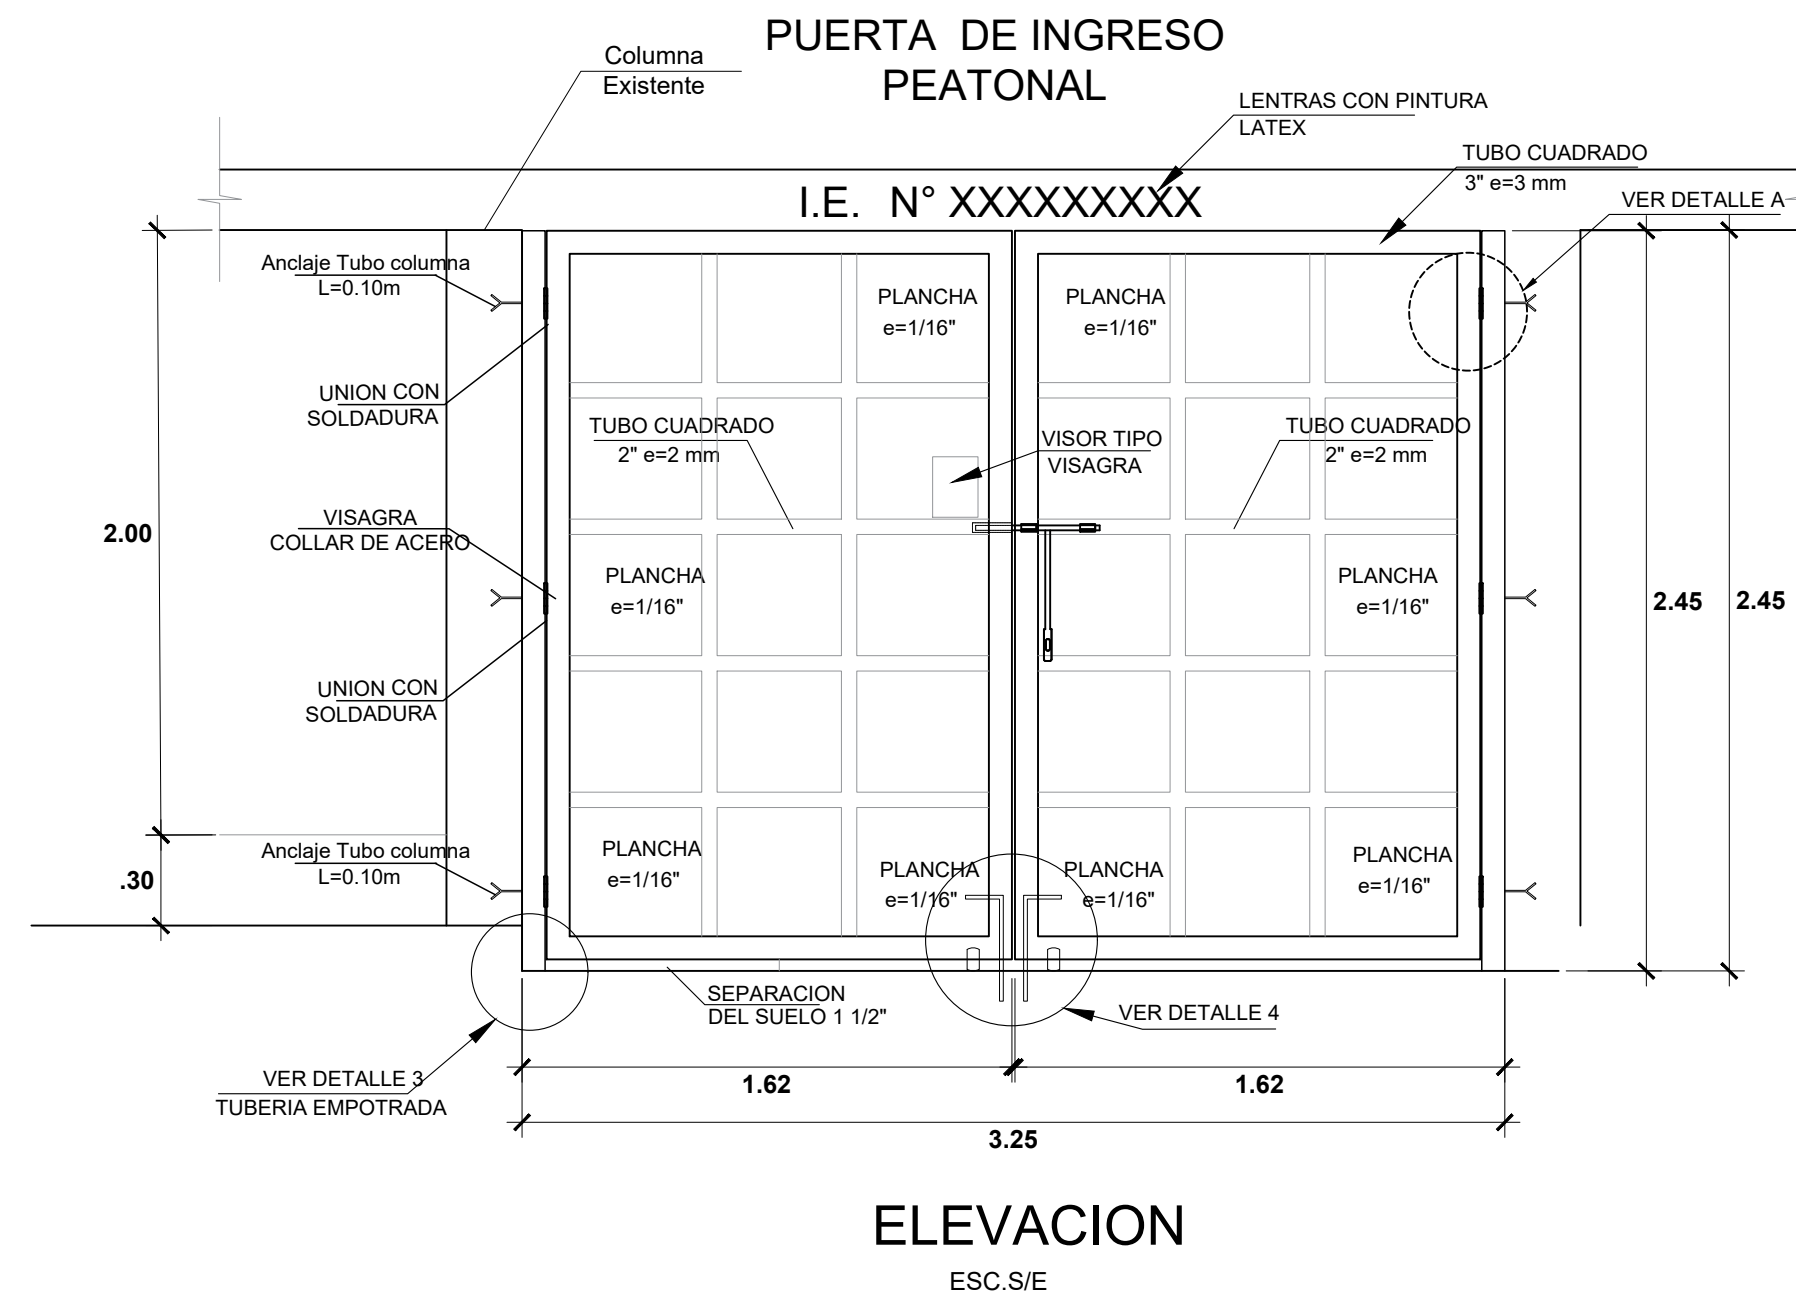 PUERTA DE INGRESO
PEATONAL
Columna
Existente
LENTRAS CON PINTURA
LATEX
TUBO CUADRADO
3" e=3 mm
VER DETALLE A
I.E. N° XXXXXXXXX
Anclaje Tubo columna
L=0.10m
PLANCHA
e=1/16"
PLANCHA
e=1/16"
UNION CON
SOLDADURA
TUBO CUADRADO
2" e=2 mm
VISOR TIPO
VISAGRA
TUBO CUADRADO
2" e=2 mm
VISAGRA
COLLAR DE ACERO
2.00
PLANCHA
e=1/16"
PLANCHA
e=1/16"
2.45
2.45
UNION CON
SOLDADURA
Anclaje Tubo columna
L=0.10m
.30
PLANCHA
e=1/16"
PLANCHA
e=1/16"
PLANCHA
e=1/16"
PLANCHA
e=1/16"
SEPARACION
DEL SUELO 1 1/2"
VER DETALLE 4
VER DETALLE 3
TUBERIA EMPOTRADA
1.62
1.62
3.25
ELEVACION
ESC.S/E